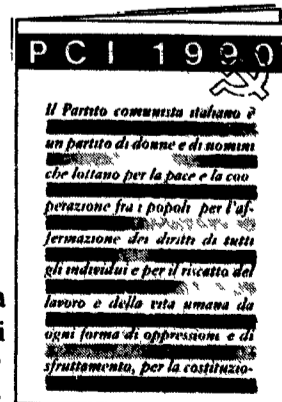 PCI 1990
Il Partito comunista italiano è
un partito di donne e di uomini
che lottano per la pace e la coo
perazione fra i popoli per l'af-
fermazione dei diritti di tutti
gli individui e per il riscatto del
lavoro e della vita umana da
ogni forma di oppressione e di
sfruttamento, per la costituzio-
a
i